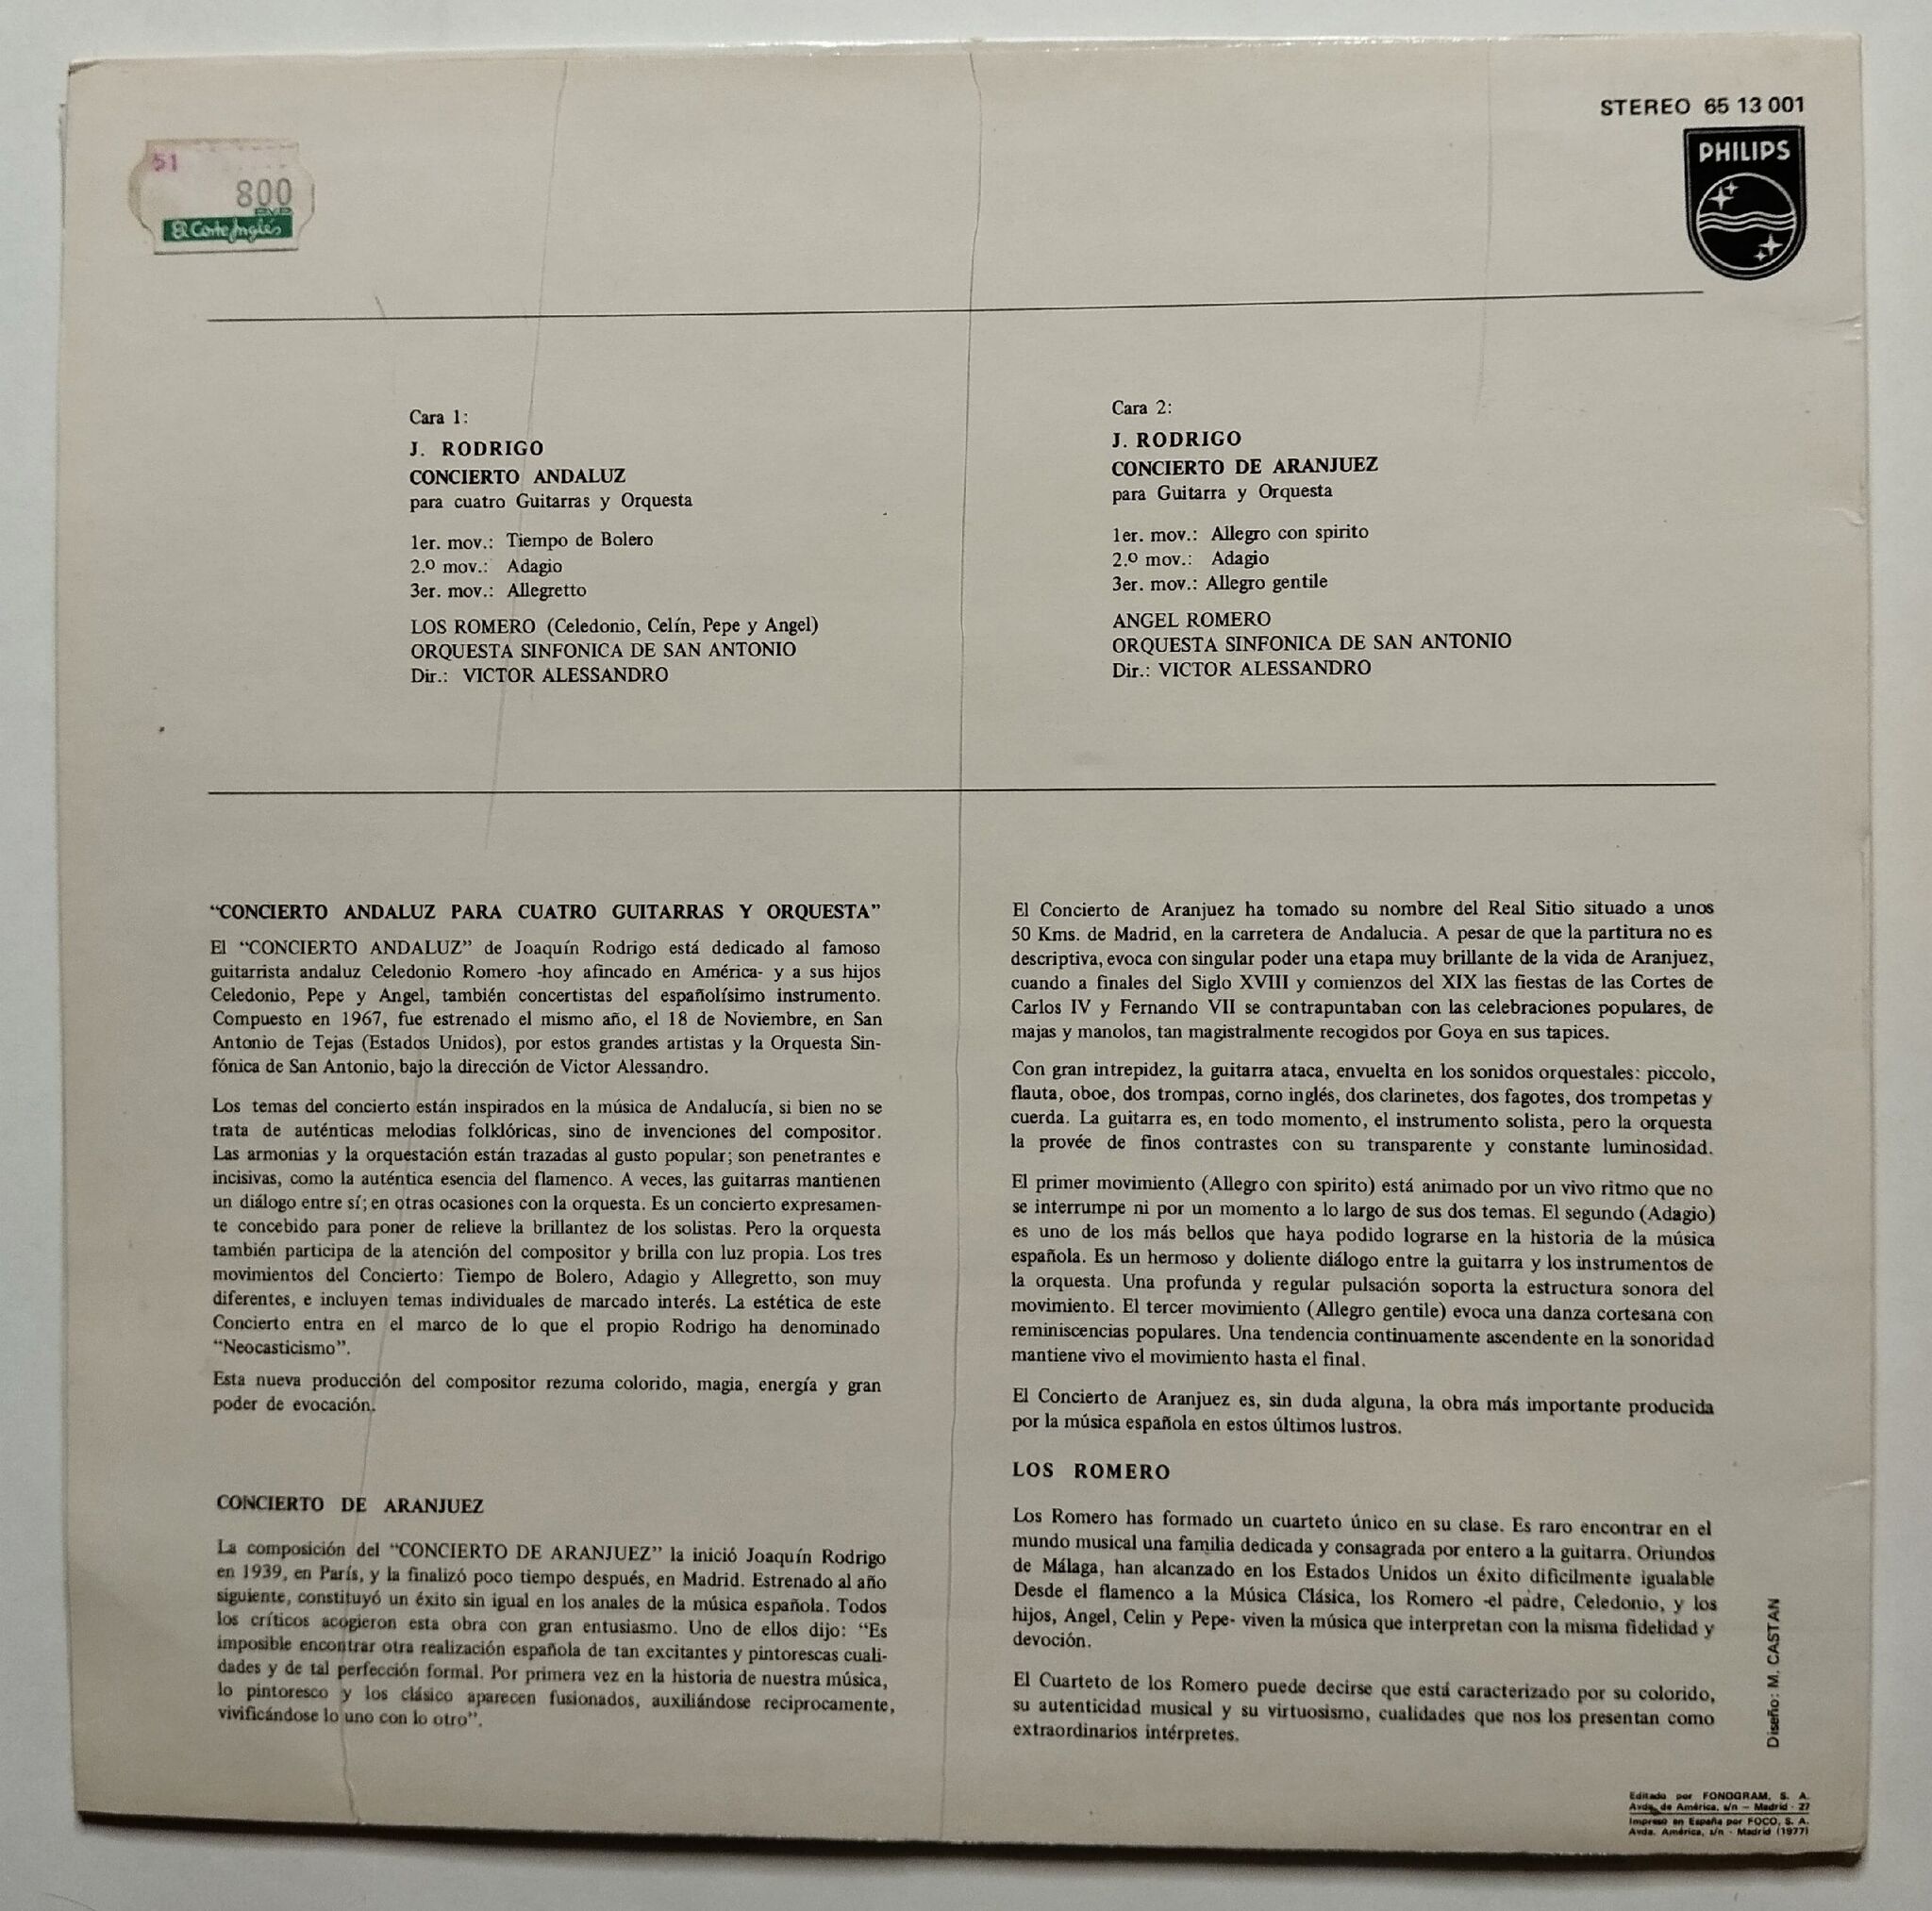 STEREO 65 13 001
PHILIPS
51
800
PVP
El Corte Inglés
Cara 1:
J. RODRIGO
CONCIERTO ANDALUZ
para cuatro Guitarras y Orquesta
1er. mov.: Tiempo de Bolero
2.º mov.: Adagio
3er. mov.: Allegretto
LOS ROMERO (Celedonio, Celín, Pepe y Angel)
ORQUESTA SINFONICA DE SAN ANTONIO
Dir.: VICTOR ALESSANDRO
Cara 2:
J. RODRIGO
CONCIERTO DE ARANJUEZ
para Guitarra y Orquesta
1er. mov.: Allegro con spirito
2.º mov.: Adagio
3er. mov.: Allegro gentile
ANGEL ROMERO
ORQUESTA SINFONICA DE SAN ANTONIO
Dir.: VICTOR ALESSANDRO
“CONCIERTO ANDALUZ PARA CUATRO GUITARRAS Y ORQUESTA”
El “CONCIERTO ANDALUZ” de Joaquín Rodrigo está dedicado al famoso
guitarrista andaluz Celedonio Romero -hoy afincado en América- y a sus hijos
Celedonio, Pepe y Angel, también concertistas del españolísimo instrumento.
Compuesto en 1967, fue estrenado el mismo año, el 18 de Noviembre, en San
Antonio de Tejas (Estados Unidos), por estos grandes artistas y la Orquesta Sin-
fónica de San Antonio, bajo la dirección de Victor Alessandro.
Los temas del concierto están inspirados en la música de Andalucía, si bien no se
trata de auténticas melodias folklóricas, sino de invenciones del compositor.
Las armonias y la orquestación están trazadas al gusto popular; son penetrantes e
incisivas, como la auténtica esencia del flamenco. A veces, las guitarras mantienen
un diálogo entre sí; en otras ocasiones con la orquesta. Es un concierto expresamen-
te concebido para poner de relieve la brillantez de los solistas. Pero la orquesta
también participa de la atención del compositor y brilla con luz propia. Los tres
movimientos del Concierto: Tiempo de Bolero, Adagio y Allegretto, son muy
diferentes, e incluyen temas individuales de marcado interés. La estética de este
Concierto entra en el marco de lo que el propio Rodrigo ha denominado
“Neocasticismo”.
Esta nueva producción del compositor rezuma colorido, magia, energía y gran
poder de evocación.
CONCIERTO DE ARANJUEZ
La composición del “CONCIERTO DE ARANJUEZ” la inició Joaquín Rodrigo
en 1939, en París, y la finalizó poco tiempo después, en Madrid. Estrenado al año
siguiente, constituyó un éxito sin igual en los anales de la música española. Todos
los críticos acogieron esta obra con gran entusiasmo. Uno de ellos dijo: “Es
imposible encontrar otra realización española de tan excitantes y pintorescas cuali-
dades y de tal perfección formal. Por primera vez en la historia de nuestra música,
lo pintoresco y los clásico aparecen fusionados, auxiliándose reciprocamente,
vivificándose lo uno con lo otro”.
El Concierto de Aranjuez ha tomado su nombre del Real Sitio situado a unos
50 Kms. de Madrid, en la carretera de Andalucia. A pesar de que la partitura no es
descriptiva, evoca con singular poder una etapa muy brillante de la vida de Aranjuez,
cuando a finales del Siglo XVIII y comienzos del XIX las fiestas de las Cortes de
Carlos IV y Fernando VII se contrapuntaban con las celebraciones populares, de
majas y manolos, tan magistralmente recogidos por Goya en sus tapices.
Con gran intrepidez, la guitarra ataca, envuelta en los sonidos orquestales: piccolo,
flauta, oboe, dos trompas, corno inglés, dos clarinetes, dos fagotes, dos trompetas y
cuerda. La guitarra es, en todo momento, el instrumento solista, pero la orquesta
la provée de finos contrastes con su transparente y constante luminosidad.
El primer movimiento (Allegro con spirito) está animado por un vivo ritmo que no
se interrumpe ni por un momento a lo largo de sus dos temas. El segundo (Adagio)
es uno de los más bellos que haya podido lograrse en la historia de la música
española. Es un hermoso y doliente diálogo entre la guitarra y los instrumentos de
la orquesta. Una profunda y regular pulsación soporta la estructura sonora del
movimiento. El tercer movimiento (Allegro gentile) evoca una danza cortesana con
reminiscencias populares. Una tendencia continuamente ascendente en la sonoridad
mantiene vivo el movimiento hasta el final.
El Concierto de Aranjuez es, sin duda alguna, la obra más importante producida
por la música española en estos últimos lustros.
LOS ROMERO
Los Romero has formado un cuarteto único en su clase. Es raro encontrar en el
mundo musical una familia dedicada y consagrada por entero a la guitarra. Oriundos
de Málaga, han alcanzado en los Estados Unidos un éxito dificilmente igualable
Desde el flamenco a la Música Clásica, los Romero -el padre, Celedonio, y los
hijos, Angel, Celin y Pepe- viven la música que interpretan con la misma fidelidad y
devoción.
El Cuarteto de los Romero puede decirse que está caracterizado por su colorido,
su autenticidad musical y su virtuosismo, cualidades que nos los presentan como
extraordinarios intérpretes.
Diseño: M. CASTAN
Editado por FONOGRAM, S. A.
Avda. de América, s/n — Madrid - 27
Impreso en España por FOCO, S. A.
Avda. América, s/n - Madrid (1977)